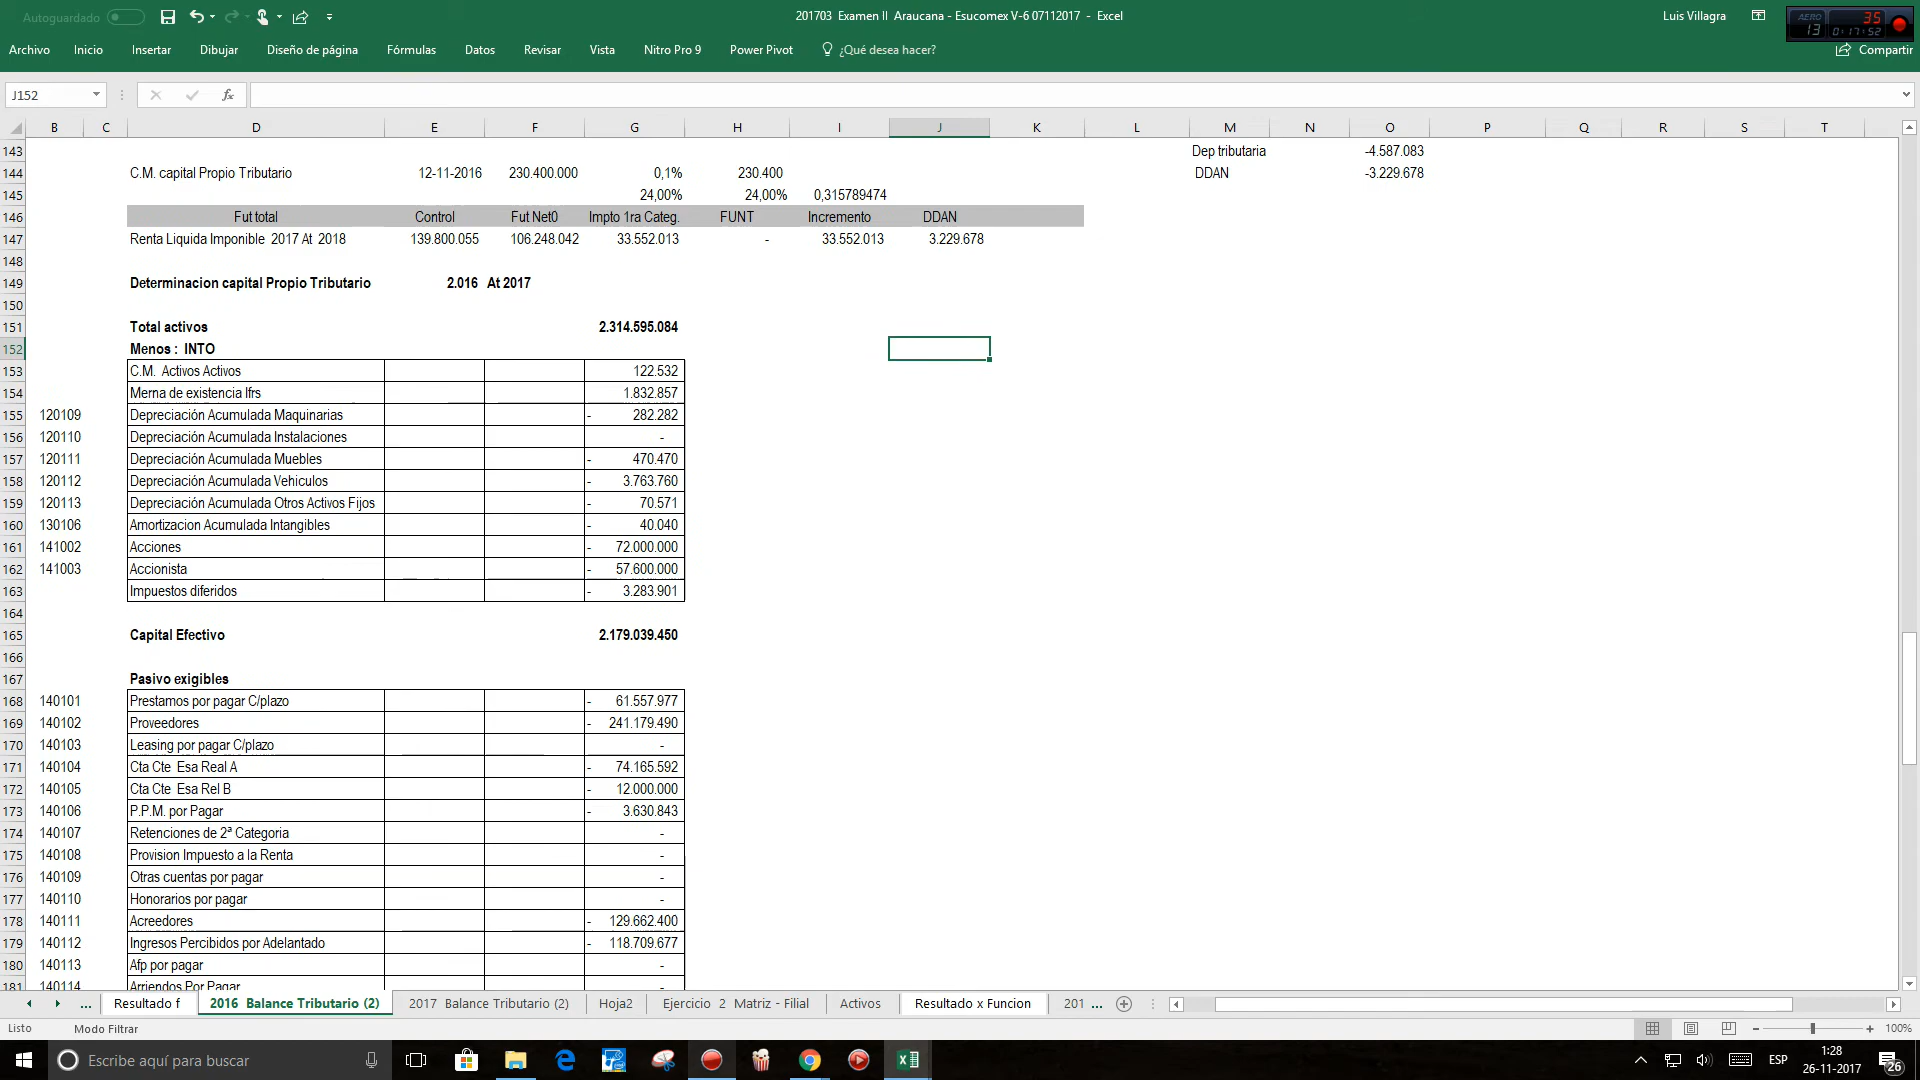 Autoguardado
201703 Examen II Araucana - Esucomex V-6 07112017 - Excel
Luis Villagra
AERO 35
13 0:17:52
Archivo Inicio Insertar Dibujar Diseño de página Fórmulas Datos Revisar Vista Nitro Pro 9 Power Pivot ¿Qué desea hacer? Compartir
J152 fx
B C D E F G H I J K L M N O P Q R S T
143 Dep tributaria -4.587.083
144 C.M. capital Propio Tributario 12-11-2016 230.400.000 0,1% 230.400 DDAN -3.229.678
145 24,00% 24,00% 0,315789474
146 Fut total Control Fut Net0 Impto 1ra Categ. FUNT Incremento DDAN
147 Renta Liquida Imponible 2017 At 2018 139.800.055 106.248.042 33.552.013 - 33.552.013 3.229.678
148
149 Determinacion capital Propio Tributario 2.016 At 2017
150
151 Total activos 2.314.595.084
152 Menos : INTO
153 C.M. Activos Activos 122.532
154 Merna de existencia Ifrs 1.832.857
155 120109 Depreciación Acumulada Maquinarias - 282.282
156 120110 Depreciación Acumulada Instalaciones -
157 120111 Depreciación Acumulada Muebles - 470.470
158 120112 Depreciación Acumulada Vehiculos - 3.763.760
159 120113 Depreciación Acumulada Otros Activos Fijos - 70.571
160 130106 Amortizacion Acumulada Intangibles - 40.040
161 141002 Acciones - 72.000.000
162 141003 Accionista - 57.600.000
163 Impuestos diferidos - 3.283.901
164
165 Capital Efectivo 2.179.039.450
166
167 Pasivo exigibles
168 140101 Prestamos por pagar C/plazo - 61.557.977
169 140102 Proveedores - 241.179.490
170 140103 Leasing por pagar C/plazo -
171 140104 Cta Cte Esa Real A - 74.165.592
172 140105 Cta Cte Esa Rel B - 12.000.000
173 140106 P.P.M. por Pagar - 3.630.843
174 140107 Retenciones de 2ª Categoria -
175 140108 Provision Impuesto a la Renta -
176 140109 Otras cuentas por pagar -
177 140110 Honorarios por pagar -
178 140111 Acreedores - 129.662.400
179 140112 Ingresos Percibidos por Adelantado - 118.709.677
180 140113 Afp por pagar -
181 140114 Arriendos Por Pagar -
... Resultado f 2016 Balance Tributario (2) 2017 Balance Tributario (2) Hoja2 Ejercicio 2 Matriz - Filial Activos Resultado x Funcion 201 ...
Listo Modo Filtrar 100%
Escribe aquí para buscar
ESP
1:28
26-11-2017
26